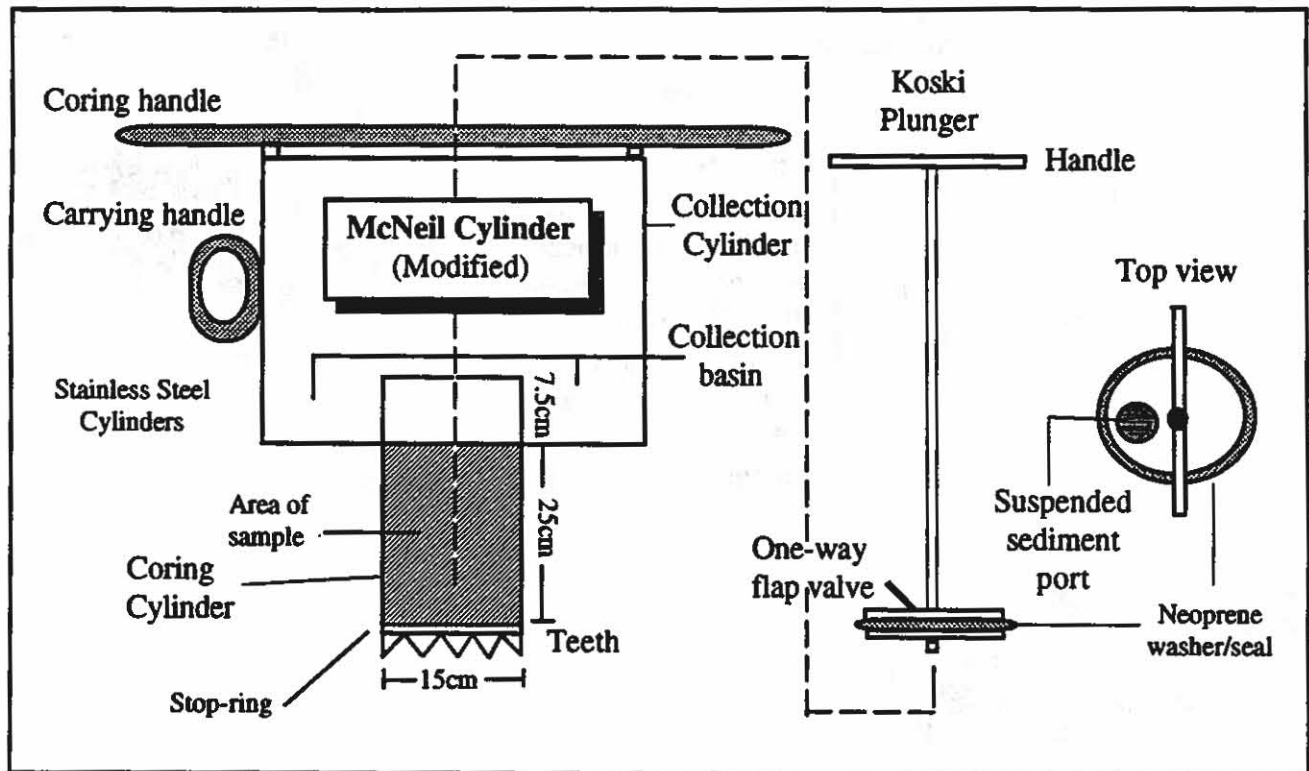 Coring handle
Carrying handle
McNeil Cylinder
(Modified)
Collection
Cylinder
Collection
basin
Stainless Steel
Cylinders
7.5cm
25cm
Area of
sample
Coring
Cylinder
Teeth
15cm
Stop-ring
Koski
Plunger
Handle
Top view
Suspended
sediment
port
One-way
flap valve
Neoprene
washer/seal